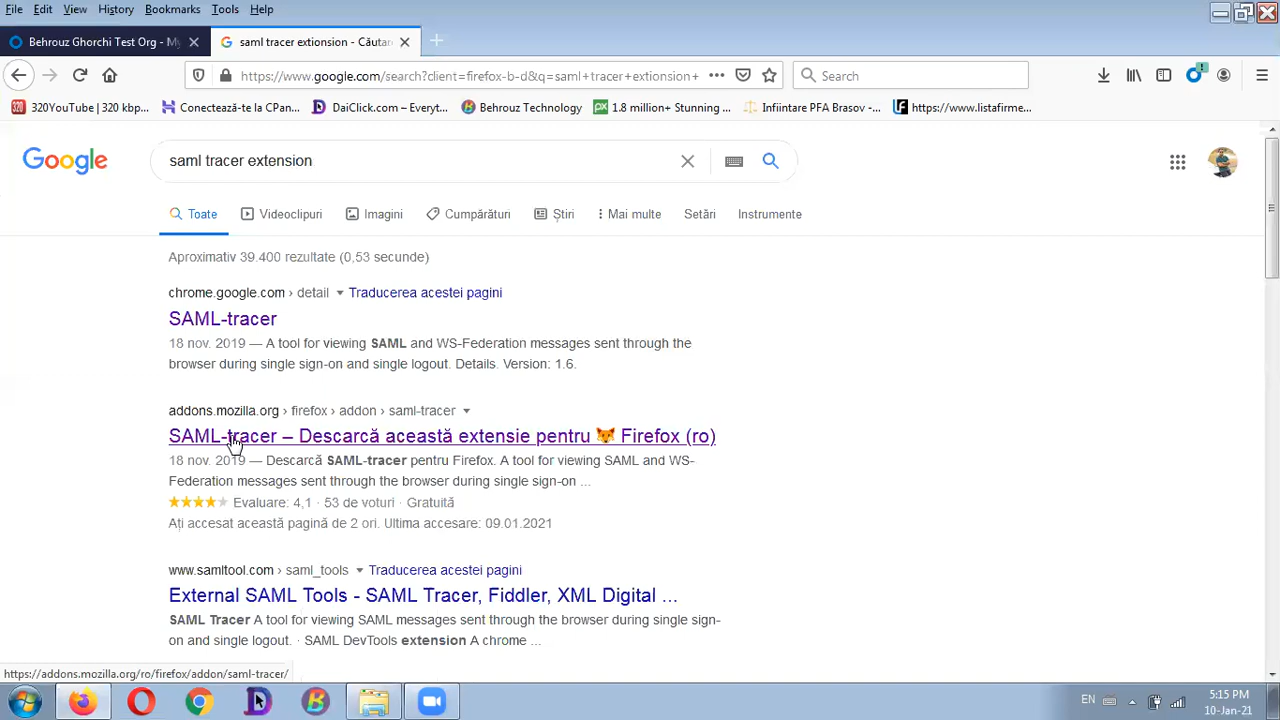 File Edit View History Bookmarks Tools Help
Behrouz Ghorchi Test Org - My
saml tracer extionsion - Căutare
https://www.google.com/search?client=firefox-b-d&q=saml+tracer+extionsion+
Search
320YouTube | 320 kbp...
Conectează-te la CPan...
DaiClick.com – Everyt...
Behrouz Technology
1.8 million+ Stunning ...
Infiintare PFA Brasov -...
https://www.listafirme...
Google
saml tracer extension
Toate
Videoclipuri
Imagini
Cumpărături
Știri
Mai multe
Setări
Instrumente
Aproximativ 39.400 rezultate (0,53 secunde)
chrome.google.com › detail Traducerea acestei pagini
SAML-tracer
18 nov. 2019 — A tool for viewing SAML and WS-Federation messages sent through the
browser during single sign-on and single logout. Details. Version: 1.6.
addons.mozilla.org › firefox › addon › saml-tracer
SAML-tracer – Descarcă această extensie pentru 🦊 Firefox (ro)
18 nov. 2019 — Descarcă SAML-tracer pentru Firefox. A tool for viewing SAML and WS-
Federation messages sent through the browser during single sign-on ...
Evaluare: 4,1 · 53 de voturi · Gratuită
Ați accesat această pagină de 2 ori. Ultima accesare: 09.01.2021
www.samltool.com › saml_tools Traducerea acestei pagini
External SAML Tools - SAML Tracer, Fiddler, XML Digital ...
SAML Tracer A tool for viewing SAML messages sent through the browser during single sign-
on and single logout. · SAML DevTools extension A chrome ...
https://addons.mozilla.org/ro/firefox/addon/saml-tracer/
EN
5:15 PM
10-Jan-21